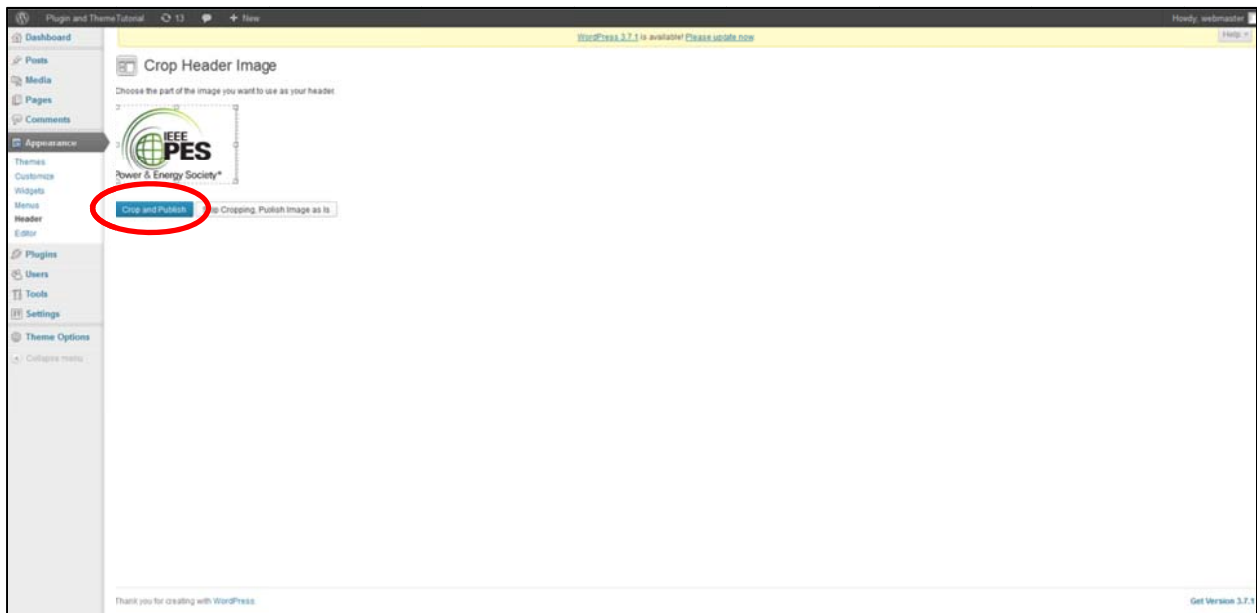 Plugin and Theme Tutorial 13 + New Howdy, webmaster
WordPress 3.7.1 is available! Please update now.
Help
Dashboard
Posts
Media
Pages
Comments
Appearance
Themes
Customize
Widgets
Menus
Header
Editor
Plugins
Users
Tools
Settings
Theme Options
Collapse menu
Crop Header Image
Choose the part of the image you want to use as your header.
IEEE
PES
Power & Energy Society®
Crop and Publish
Cropping, Publish Image as Is
Thank you for creating with WordPress.
Get Version 3.7.1